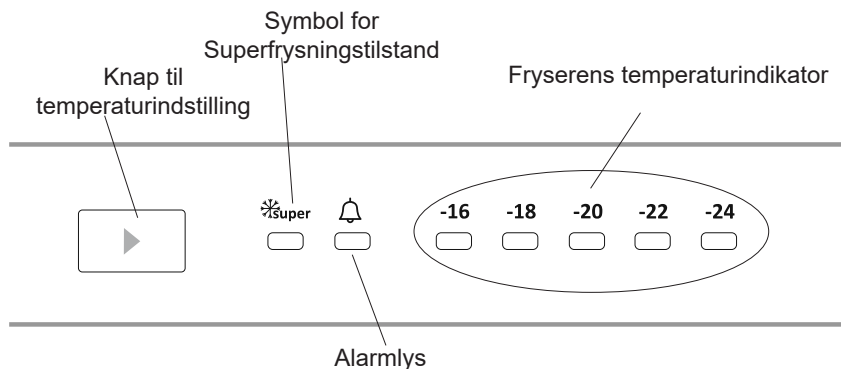 Symbol for
Superfrysningstilstand
Knap til
temperaturindstilling
Fryserens temperaturindikator
super
-16 -18 -20 -22 -24
Alarmlys